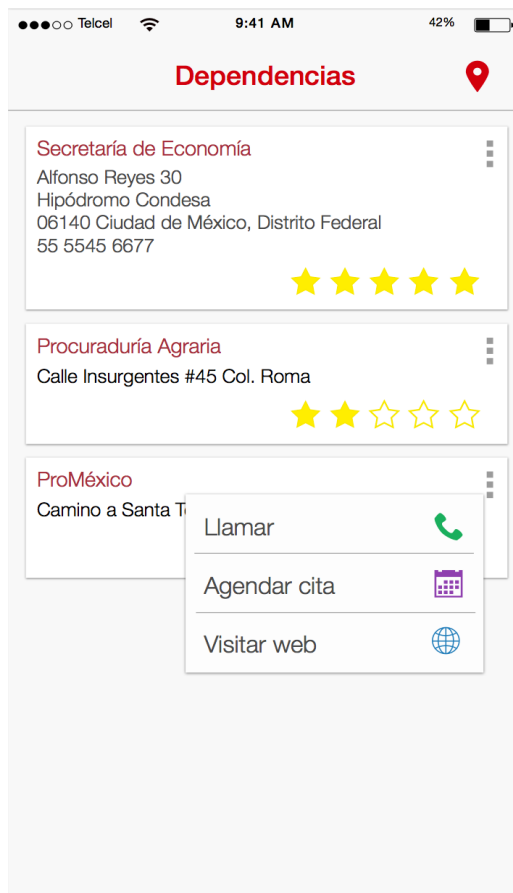 Telcel 9:41 AM 42%
Dependencias
Secretaría de Economía
Alfonso Reyes 30
Hipódromo Condesa
06140 Ciudad de México, Distrito Federal
55 5545 6677
Procuraduría Agraria
Calle Insurgentes #45 Col. Roma
ProMéxico
Camino a Santa
Llamar
Agendar cita
Visitar web